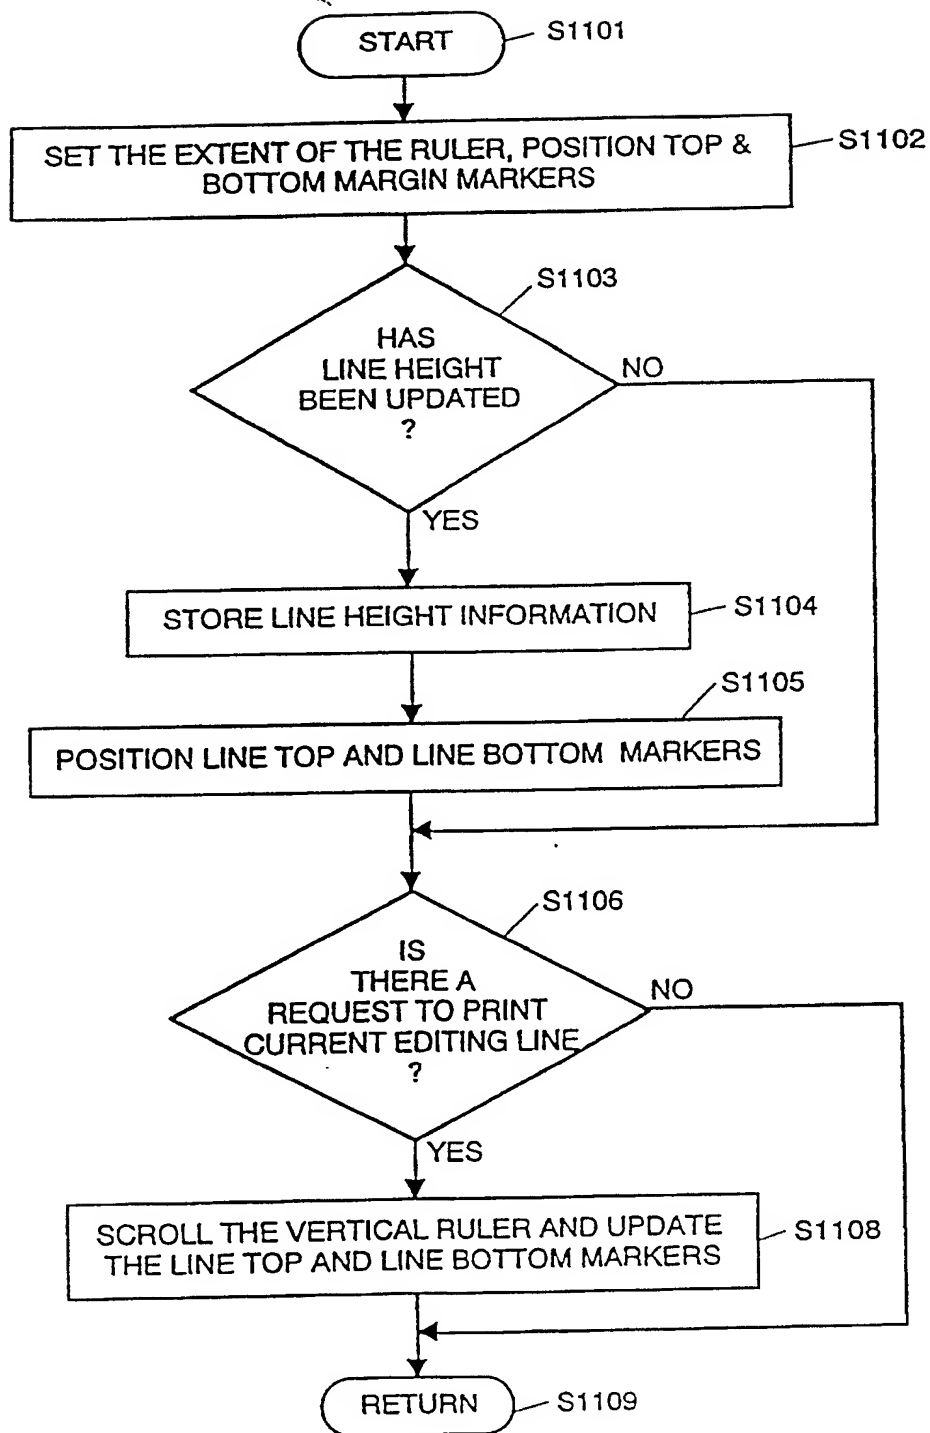 START
S1101
SET THE EXTENT OF THE RULER, POSITION TOP &
BOTTOM MARGIN MARKERS
S1102
S1103
HAS
LINE HEIGHT
BEEN UPDATED
?
NO
YES
STORE LINE HEIGHT INFORMATION
S1104
S1105
POSITION LINE TOP AND LINE BOTTOM MARKERS
S1106
IS
THERE A
REQUEST TO PRINT
CURRENT EDITING LINE
?
NO
YES
SCROLL THE VERTICAL RULER AND UPDATE
THE LINE TOP AND LINE BOTTOM MARKERS
S1108
RETURN
S1109